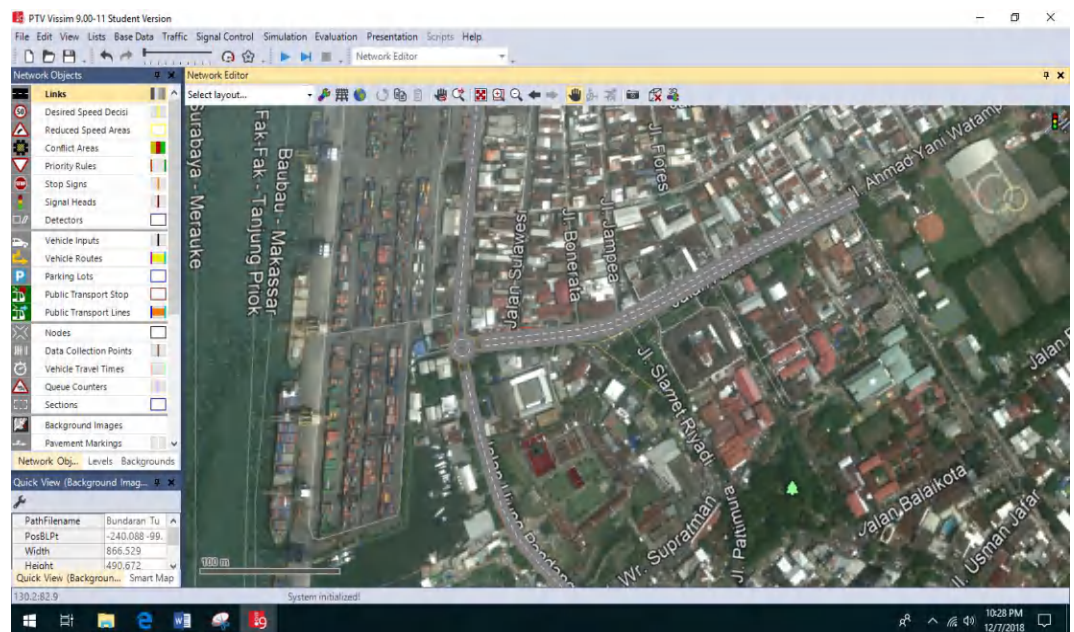 PTV Vissim 9.00-11 Student Version
File Edit View Lists Base Data Traffic Signal Control Simulation Evaluation Presentation Scripts Help
Network Editor
Network Objects
Network Editor
Select layout...
Links
Desired Speed Decisi
Reduced Speed Areas
Conflict Areas
Priority Rules
Stop Signs
Signal Heads
Detectors
Vehicle Inputs
Vehicle Routes
Parking Lots
Public Transport Stop
Public Transport Lines
Nodes
Data Collection Points
Vehicle Travel Times
Queue Counters
Sections
Background Images
Pavement Markings
Network Obj... Levels Backgrounds
Quick View (Background Imag...
PathFilename Bundaran Tu
PosBLPt -240.088 -99.
Width 866.529
Height 490.672
Quick View (Backgroun... Smart Map
Surabaya - Merauke
Fak-Fak - Tanjung Priok
Baubau - Makassar
Jalan Sulawesi
Jl. Bonerata
Jl. Jampea
Jl. Flores
Jl. Ahmad Yani Watamp
Jl. Slamet Riyadi
Wr. Supratman
Jl. Patimura
Jalan Balaikota
Jl. Usman Jafar
Jalan
100 m
130.2:82.9
System initialized!
10:28 PM
12/7/2018